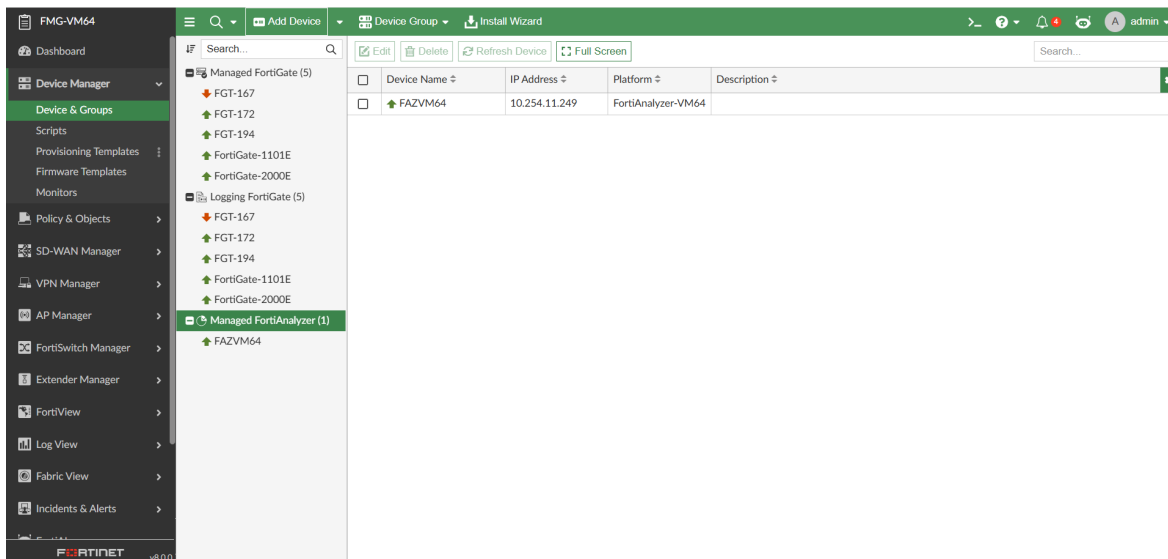 FMG-VM64
Add Device
Device Group
Install Wizard
4
A
admin
Dashboard
Device Manager
Device & Groups
Scripts
Provisioning Templates
Firmware Templates
Monitors
Policy & Objects
SD-WAN Manager
VPN Manager
AP Manager
FortiSwitch Manager
Extender Manager
FortiView
Log View
Fabric View
Incidents & Alerts
FORTINET
v8.0.0
Search...
Managed FortiGate (5)
FGT-167
FGT-172
FGT-194
FortiGate-1101E
FortiGate-2000E
Logging FortiGate (5)
FGT-167
FGT-172
FGT-194
FortiGate-1101E
FortiGate-2000E
Managed FortiAnalyzer (1)
FAZVM64
Edit
Delete
Refresh Device
Full Screen
Search...
Device Name
IP Address
Platform
Description
FAZVM64
10.254.11.249
FortiAnalyzer-VM64